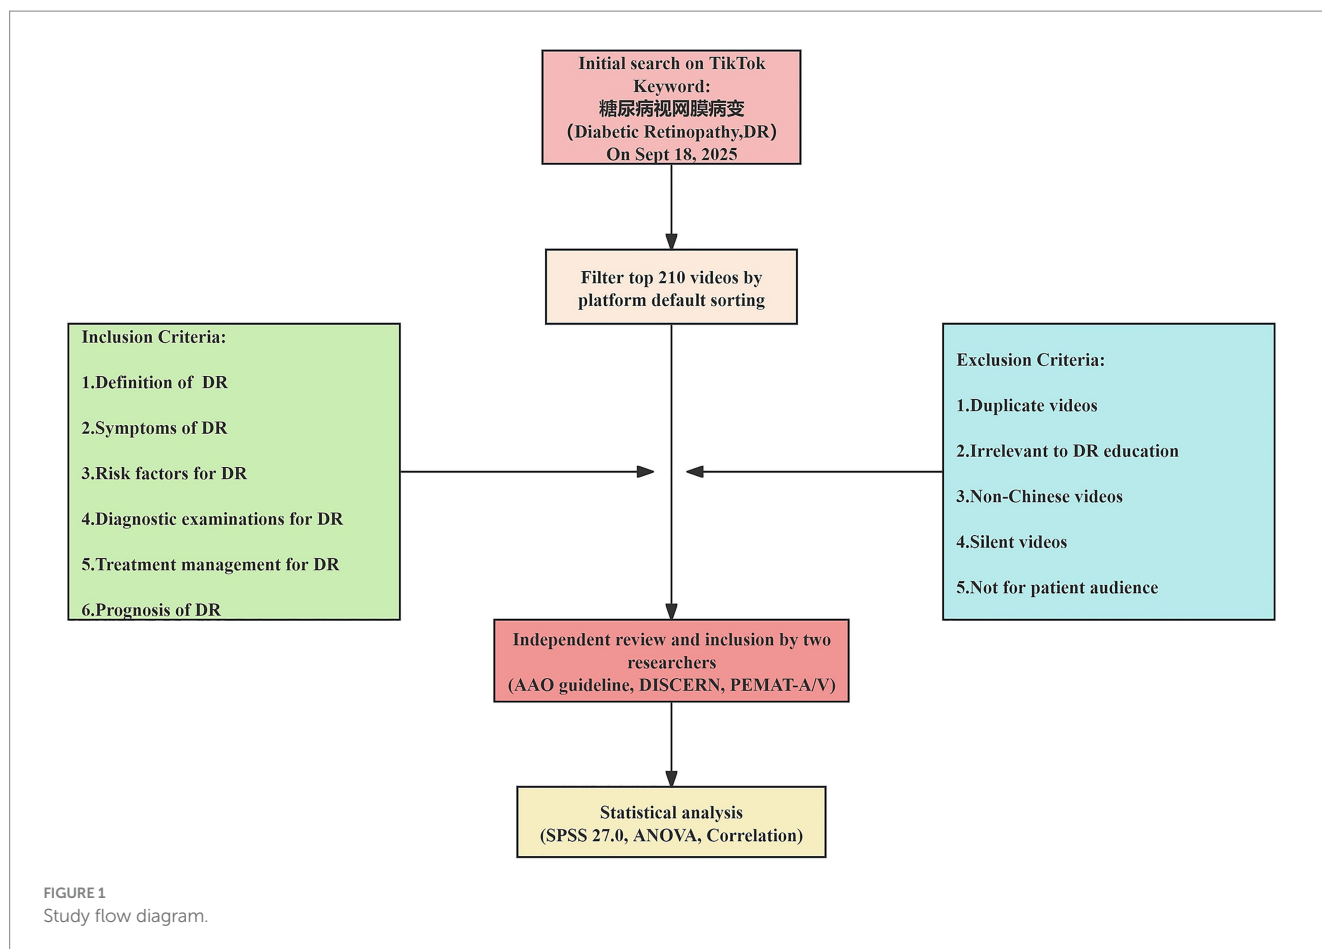 Initial search on TikTok
Keyword:
糖尿病视网膜病变
（Diabetic Retinopathy,DR）
On Sept 18, 2025
Filter top 210 videos by
platform default sorting
Inclusion Criteria:
1.Definition of  DR
2.Symptoms of DR
3.Risk factors for DR
4.Diagnostic examinations for DR
5.Treatment management for DR
6.Prognosis of DR
Exclusion Criteria:
1.Duplicate videos
2.Irrelevant to DR education
3.Non-Chinese videos
4.Silent videos
5.Not for patient audience
Independent review and inclusion by two
researchers
(AAO guideline, DISCERN, PEMAT-A/V)
Statistical analysis
(SPSS 27.0, ANOVA, Correlation)
FIGURE 1
Study flow diagram.